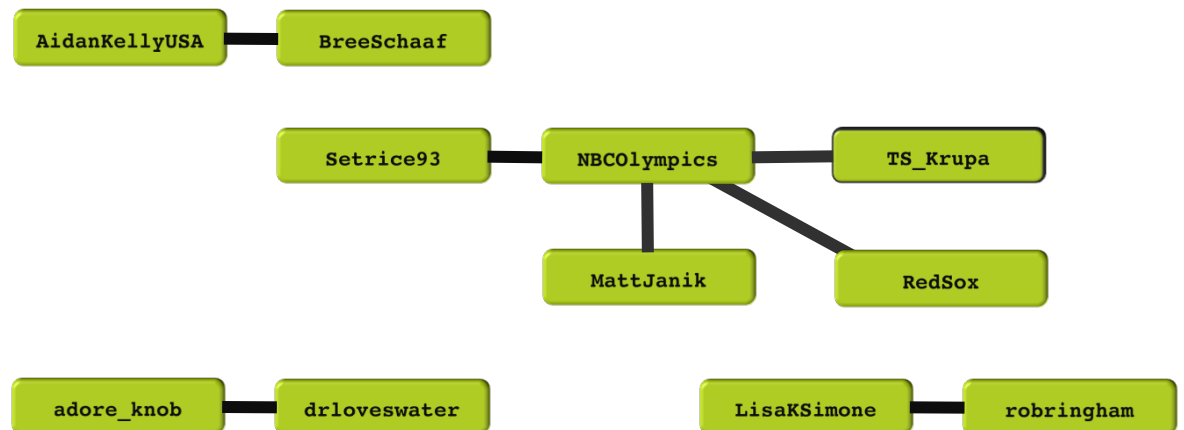 AidanKellyUSA
BreeSchaaf
Setrice93
NBCOlympics
TS_Krupa
MattJanik
RedSox
adore_knob
drloveswater
LisaKSimone
robringham